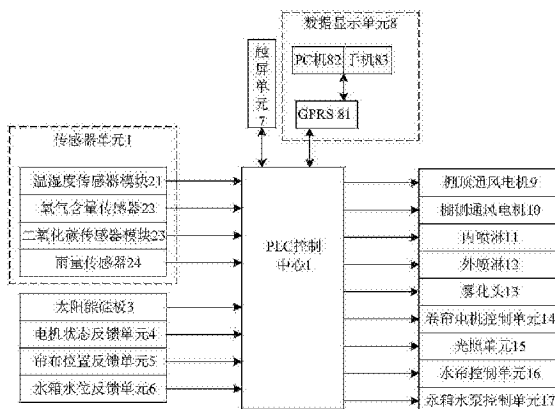 数据显示单元8
PC机82 手机83
GPRS 81
触屏单元7
传感器单元1
温湿度传感器模块21
氧气含量传感器22
二氧化碳传感器模块23
雨量传感器24
太阳能硅板3
电机状态反馈单元4
帘布位置反馈单元5
水箱水位反馈单元6
PLC控制
中心1
棚顶通风电机9
棚侧通风电机10
内喷淋11
外喷淋12
雾化头13
卷帘电机控制单元14
光照单元15
水帘控制单元16
水箱水泵控制单元17